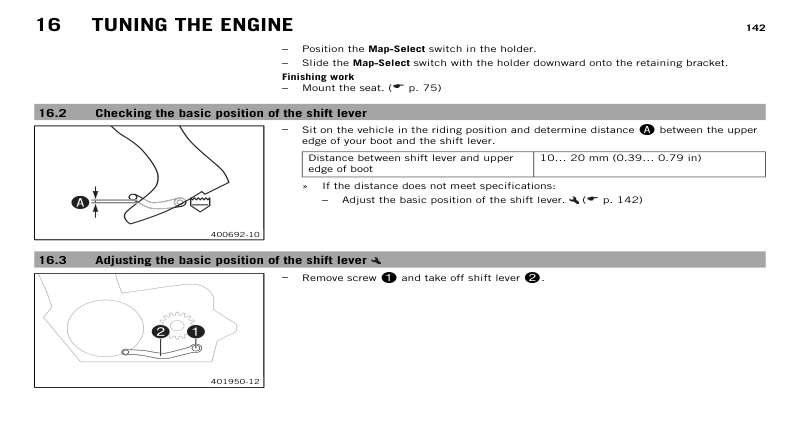 16 TUNING THE ENGINE 142
– Position the Map-Select switch in the holder.
– Slide the Map-Select switch with the holder downward onto the retaining bracket.
Finishing work
– Mount the seat. (☛ p. 75)
16.2 Checking the basic position of the shift lever
– Sit on the vehicle in the riding position and determine distance A between the upper
edge of your boot and the shift lever.
Distance between shift lever and upper
edge of boot
10… 20 mm (0.39… 0.79 in)
» If the distance does not meet specifications:
– Adjust the basic position of the shift lever. (☛ p. 142)
A
400692-10
16.3 Adjusting the basic position of the shift lever
– Remove screw 1 and take off shift lever 2.
2 1
401950-12